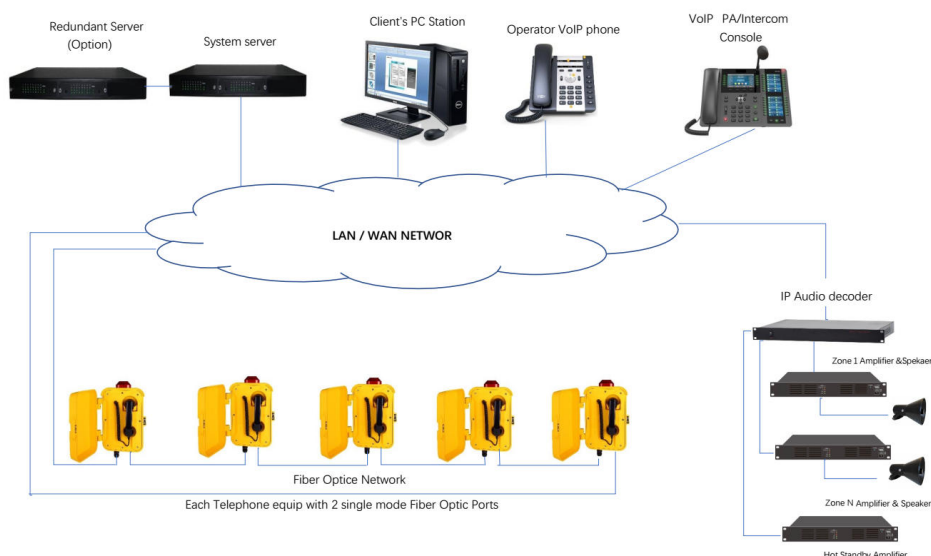 Redundant Server
(Option)
System server
Client's PC Station
Operator VoIP phone
VoIP PA/Intercom
Console
LAN / WAN NETWOR
IP Audio decoder
Zone 1 Amplifier &Spekaer
Zone N Amplifier & Speaker
Hot Standby Amplifier
Fiber Optice Network
Each Telephone equip with 2 single mode Fiber Optic Ports